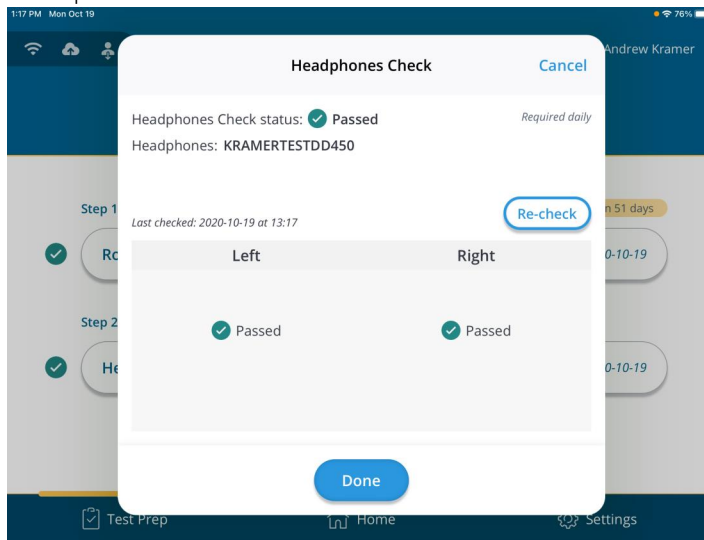 1:17 PM Mon Oct 19
76%
Andrew Kramer
Headphones Check
Cancel
Headphones Check status: Passed
Required daily
Headphones: KRAMERTESTDD450
Step 1
n 51 days
Last checked: 2020-10-19 at 13:17
Re-check
Left
Right
Ro
0-10-19
Passed
Passed
Step 2
He
0-10-19
Done
Test Prep
Home
Settings